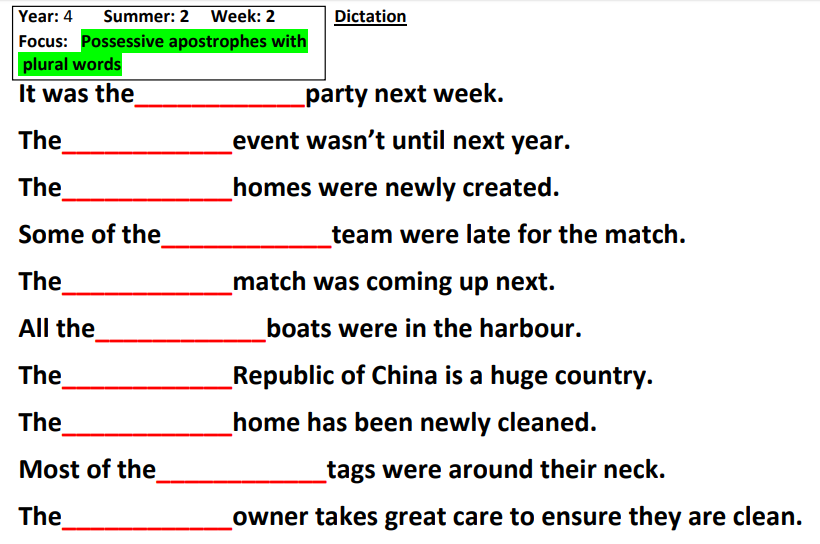 Year: 4 Summer: 2 Week: 2 Dictation
Focus: Possessive apostrophes with
plural words
It was the____________party next week.
The____________event wasn’t until next year.
The____________homes were newly created.
Some of the____________team were late for the match.
The____________match was coming up next.
All the____________boats were in the harbour.
The____________Republic of China is a huge country.
The____________home has been newly cleaned.
Most of the____________tags were around their neck.
The____________owner takes great care to ensure they are clean.